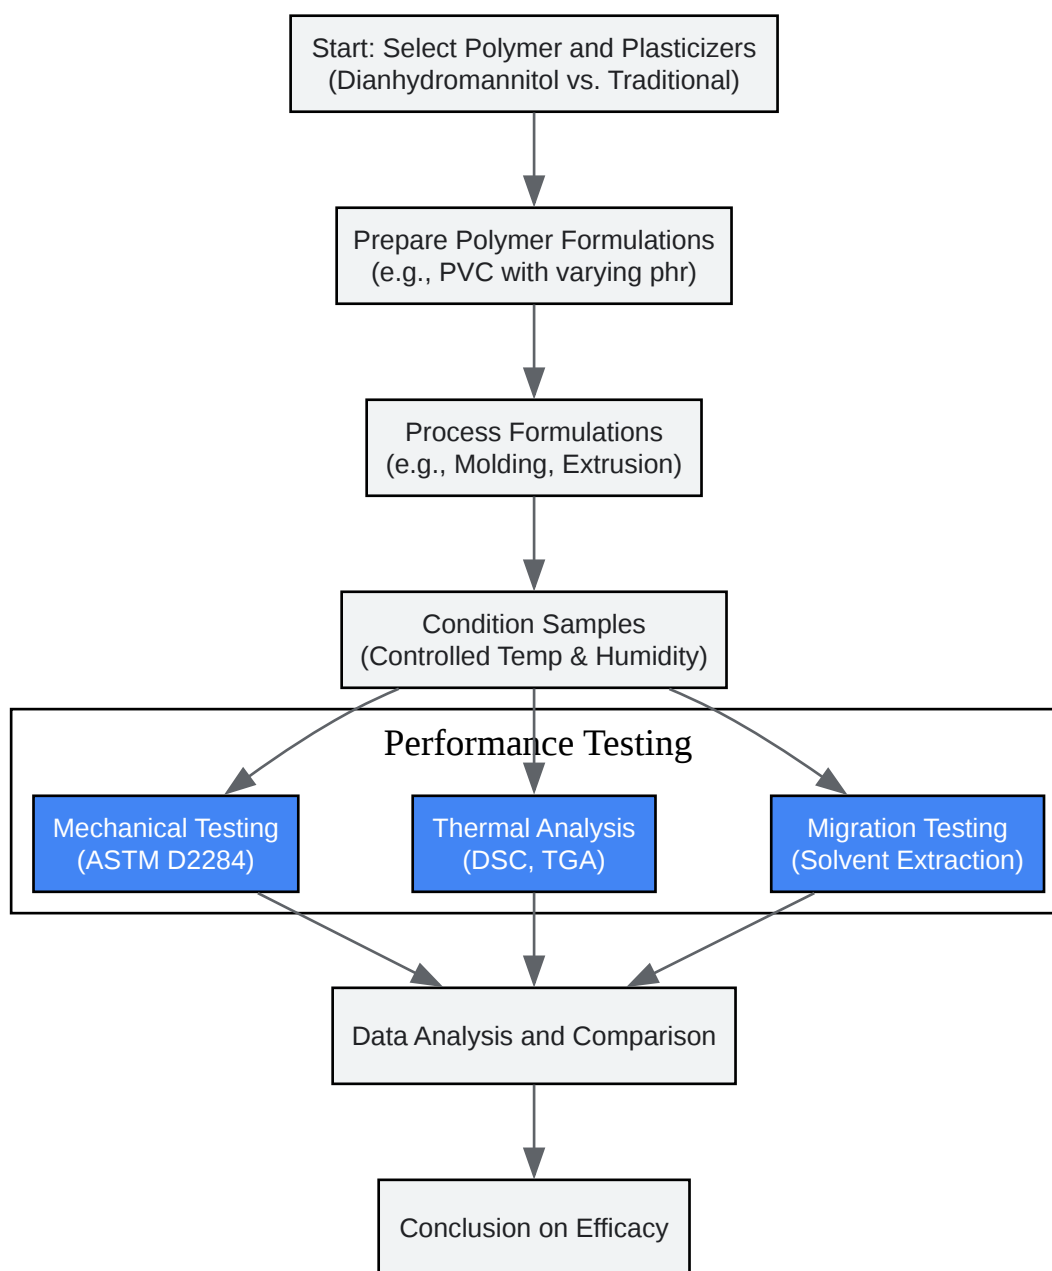 Start: Select Polymer and Plasticizers
(Dianhydromannitol vs. Traditional)
Prepare Polymer Formulations
(e.g., PVC with varying phr)
Process Formulations
(e.g., Molding, Extrusion)
Condition Samples
(Controlled Temp & Humidity)
Performance Testing
Mechanical Testing
(ASTM D2284)
Thermal Analysis
(DSC, TGA)
Migration Testing
(Solvent Extraction)
Data Analysis and Comparison
Conclusion on Efficacy